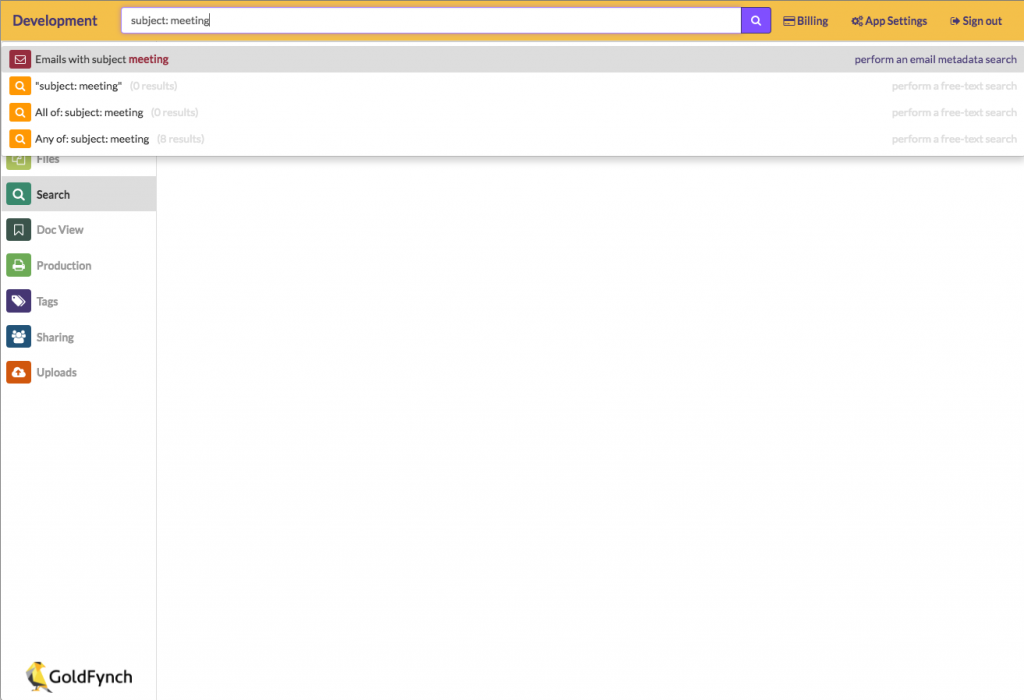 Development subject: meeting Billing App Settings Sign out
Emails with subject meeting perform an email metadata search
"subject: meeting" (0 results) perform a free-text search
All of: subject: meeting (0 results) perform a free-text search
Any of: subject: meeting (8 results) perform a free-text search
Files
Search
Doc View
Production
Tags
Sharing
Uploads
GoldFynch